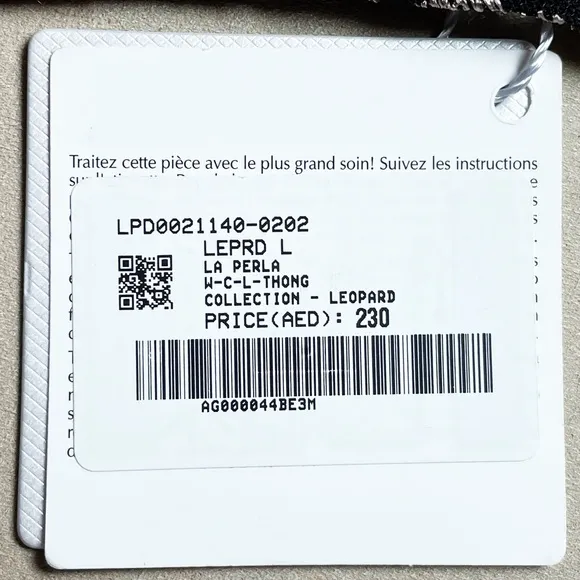 Traitez cette pièce avec le plus grand soin! Suivez les instructions
LPD0021140-0202
LEPRD L
LA PERLA
W-C-L-THONG
COLLECTION - LEOPARD
PRICE(AED): 230
AG000044BE3M